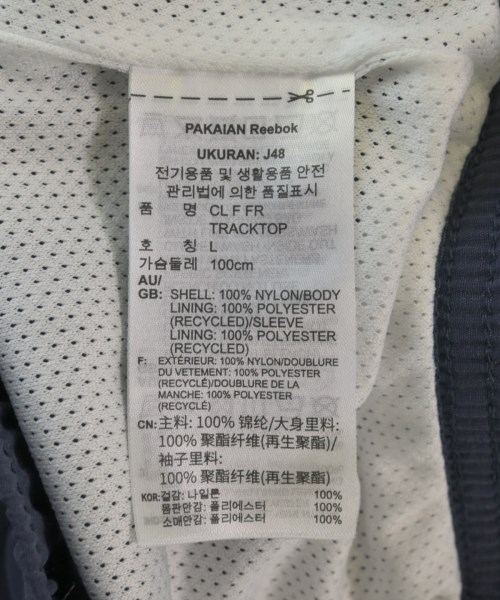 PAKAIAN Reebok
UKURAN: J48
전기용품 및 생활용품 안전
관리법에 의한 품질표시
품 명 CL F FR
TRACKTOP
호 칭 L
가슴둘레 100cm
AU/
GB: SHELL: 100% NYLON/BODY
LINING: 100% POLYESTER
(RECYCLED)/SLEEVE
LINING: 100% POLYESTER
(RECYCLED)
F: EXTÉRIEUR: 100% NYLON/DOUBLURE
DU VETEMENT: 100% POLYESTER
(RECYCLÉ)/DOUBLURE DE LA
MANCHE: 100% POLYESTER
(RECYCLÉ)
CN: 主料: 100% 锦纶/大身里料:
100% 聚酯纤维(再生聚酯)/
袖子里料:
100% 聚酯纤维(再生聚酯)
KOR: 겉감: 나일론 100%
몸판안감: 폴리에스터 100%
소매안감: 폴리에스터 100%